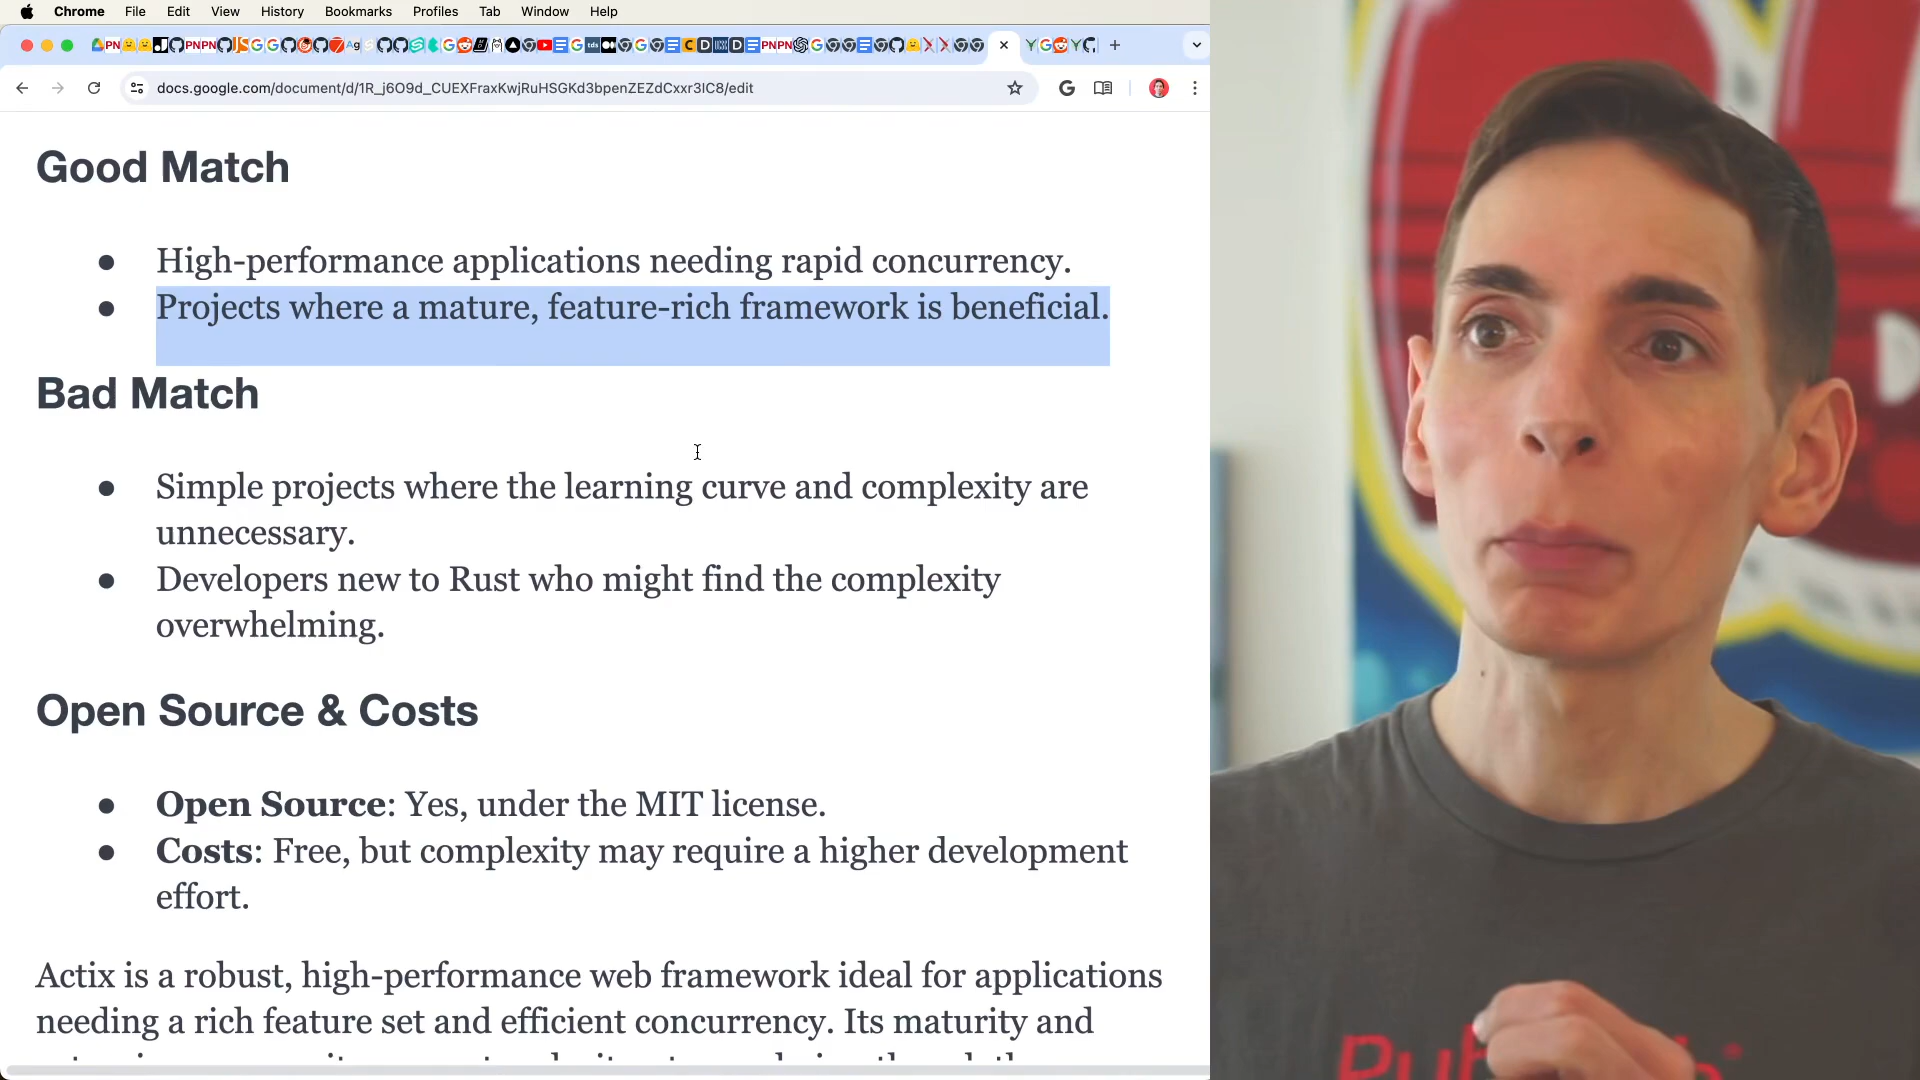 Chrome File Edit View History Bookmarks Profiles Tab Window Help
docs.google.com/document/d/1R_j6O9d_CUEXFraxKwjRuHSGKd3bpenZEZdCxxr3lC8/edit
Good Match
● High-performance applications needing rapid concurrency.
● Projects where a mature, feature-rich framework is beneficial.
Bad Match
● Simple projects where the learning curve and complexity are
unnecessary.
● Developers new to Rust who might find the complexity
overwhelming.
Open Source & Costs
● Open Source: Yes, under the MIT license.
● Costs: Free, but complexity may require a higher development
effort.
Actix is a robust, high-performance web framework ideal for applications
needing a rich feature set and efficient concurrency. Its maturity and